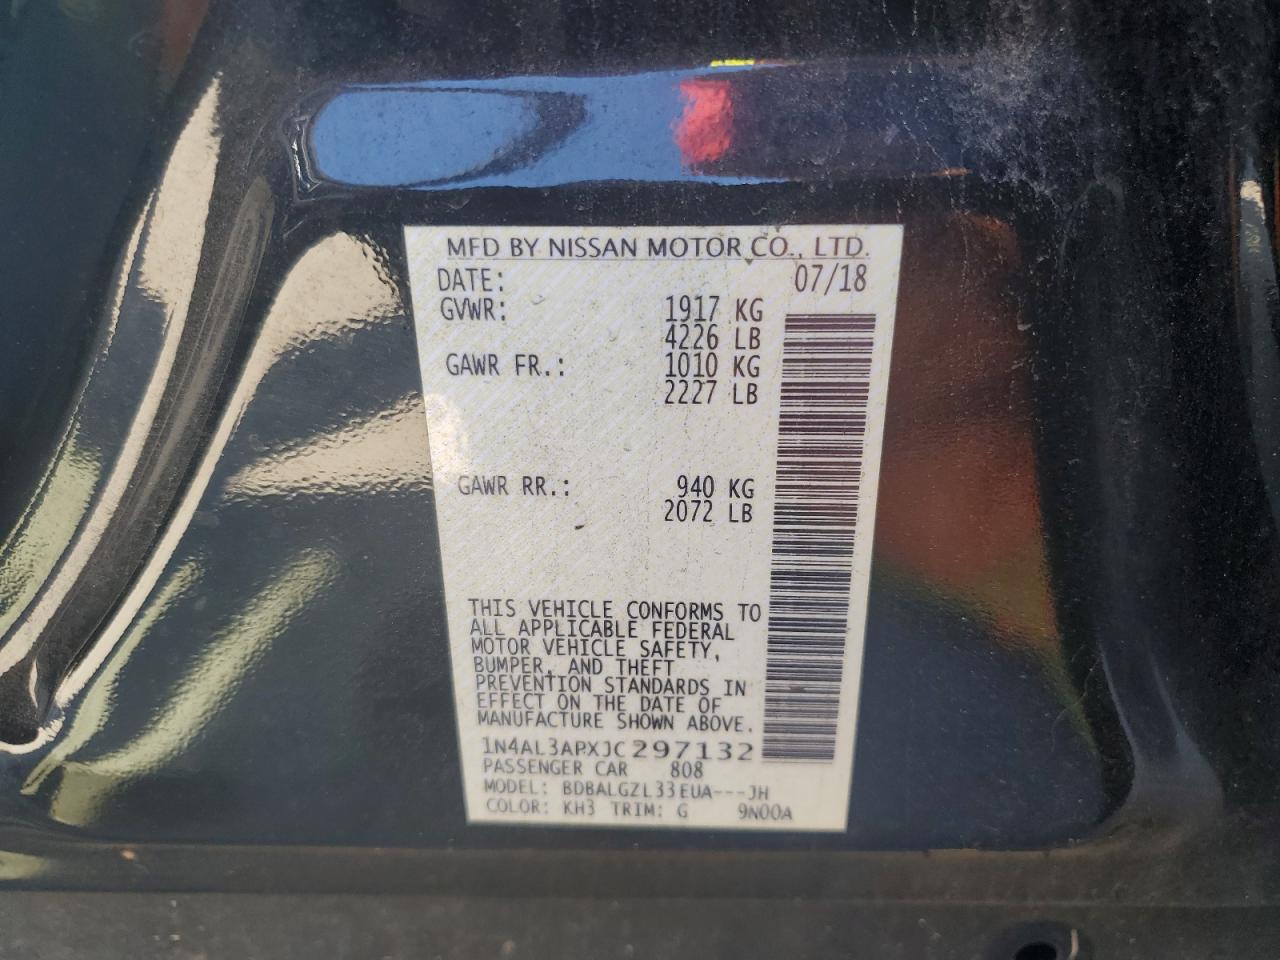 MFD BY NISSAN MOTOR CO., LTD.
DATE: 07/18
GVWR: 1917 KG
4226 LB
GAWR FR.: 1010 KG
2227 LB
GAWR RR.: 940 KG
2072 LB
THIS VEHICLE CONFORMS TO
ALL APPLICABLE FEDERAL
MOTOR VEHICLE SAFETY,
BUMPER, AND THEFT
PREVENTION STANDARDS IN
EFFECT ON THE DATE OF
MANUFACTURE SHOWN ABOVE.
1N4AL3APXJC297132
PASSENGER CAR 808
MODEL: BDBALGZL33EUA---JH
COLOR: KH3 TRIM: G 9N00A